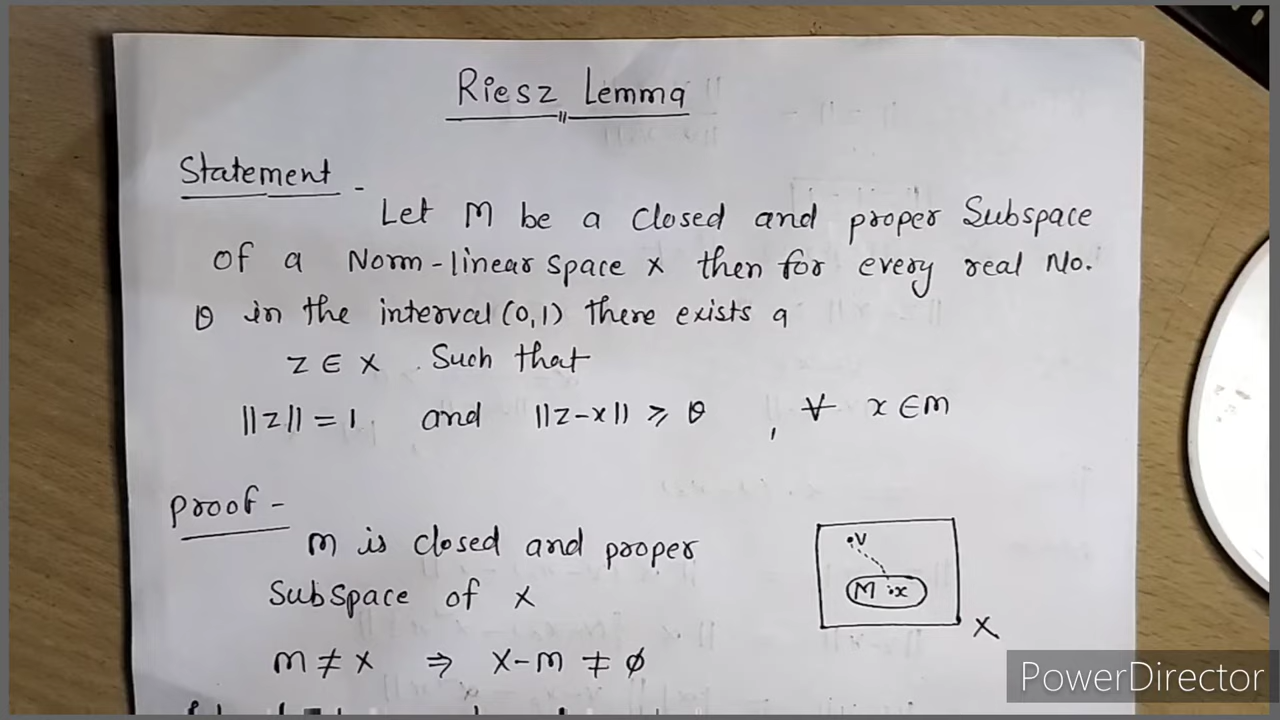 Riesz Lemma
Statement -
Let M be a closed and proper Subspace
of a Norm-linear space X then for every real No.
θ in the interval (0,1) there exists a
z ∈ X . Such that
||z|| = 1 and ||z-x|| ⩾ θ , ∀ x ∈ M
Proof -
M is closed and proper
Subspace of X
M ≠ X ⇒ X-M ≠ ϕ
.V
M .x
X
PowerDirector